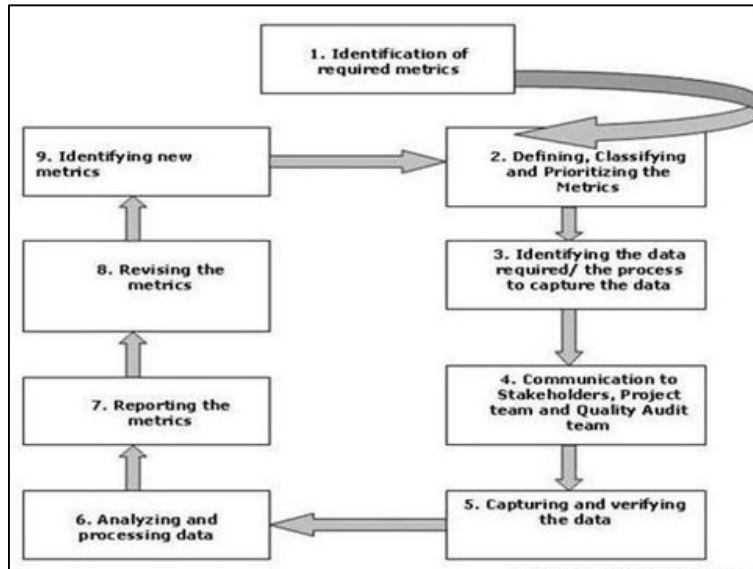 1. Identification of
required metrics
9. Identifying new
metrics
2. Defining, Classifying
and Prioritizing the
Metrics
8. Revising the
metrics
3. Identifying the data
required/ the process
to capture the data
7. Reporting the
metrics
4. Communication to
Stakeholders, Project
team and Quality Audit
team
6. Analyzing and
processing data
5. Capturing and verifying
the data